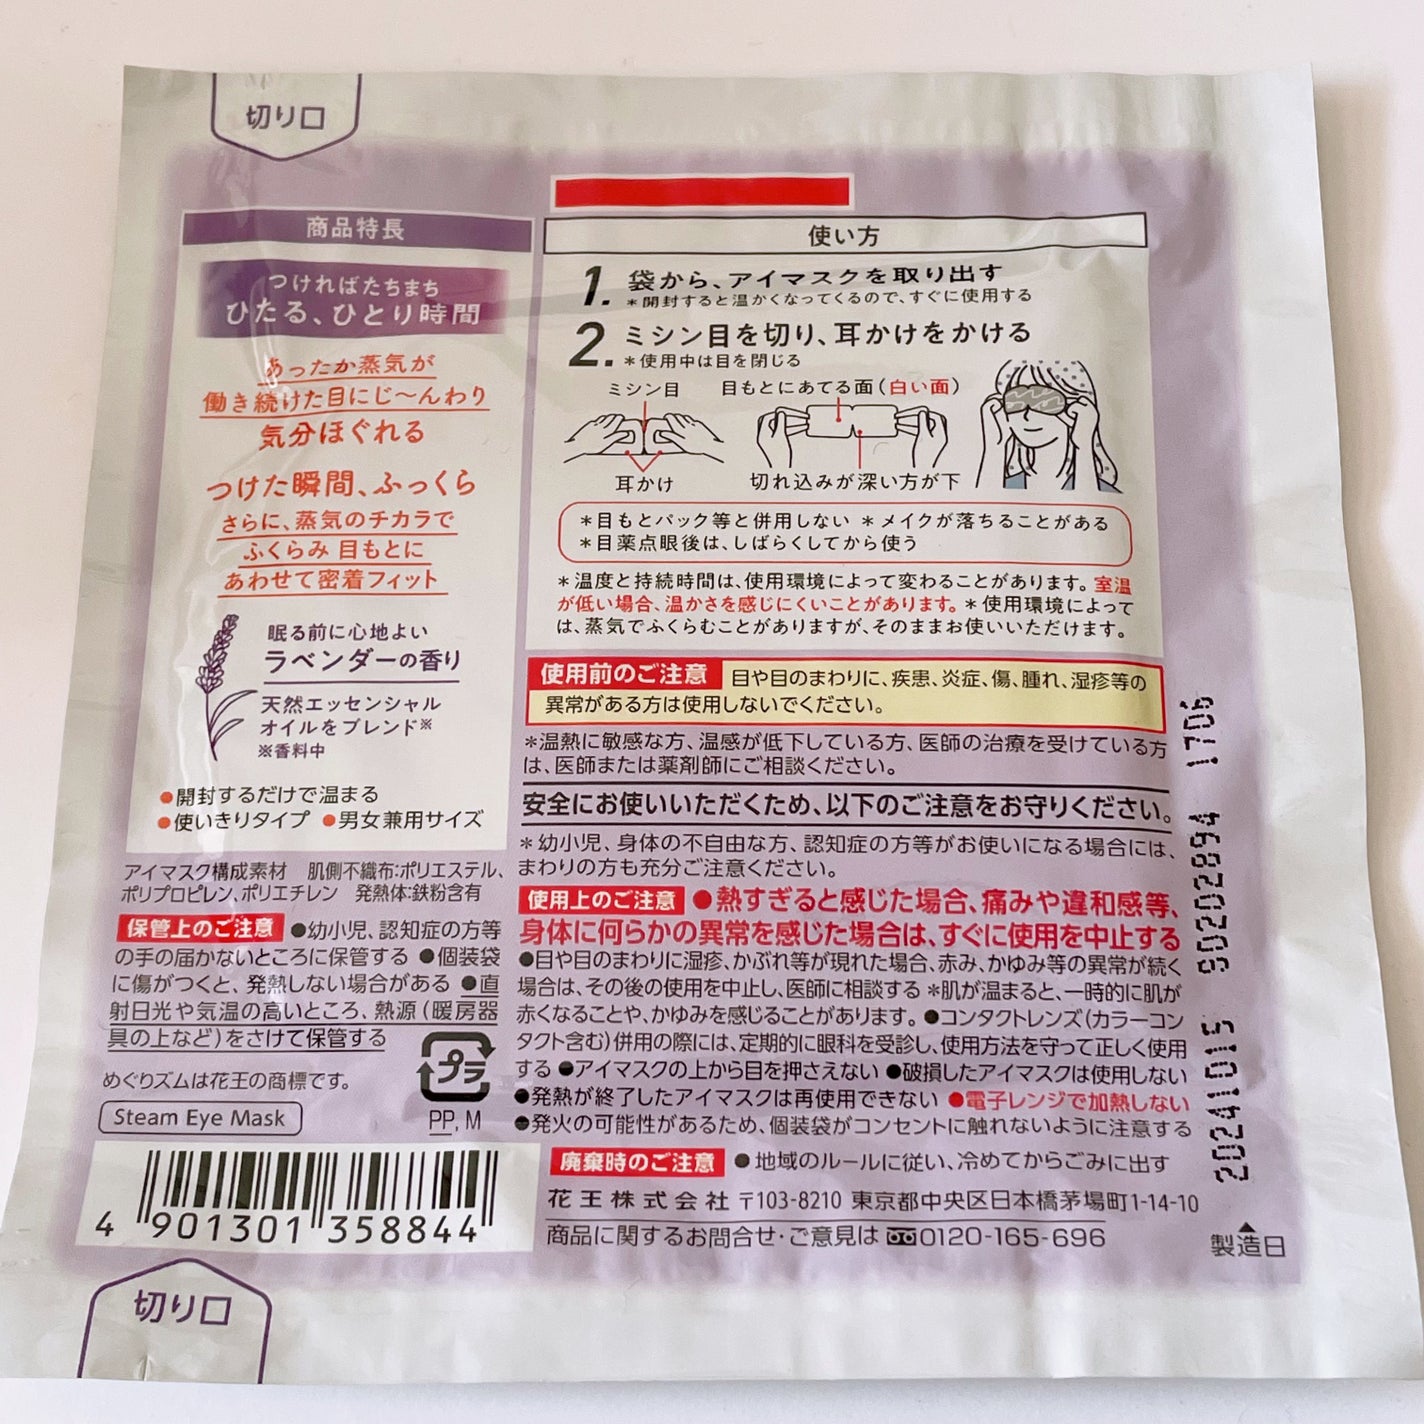 切り口
商品特長
つければたちまち
ひたる、ひとり時間
あったか蒸気が
働き続けた目にじ〜んわり
気分ほぐれる
つけた瞬間、ふっくら
さらに、蒸気のチカラで
ふくらみ 目もとに
あわせて密着フィット
眠る前に心地よい
ラベンダーの香り
天然エッセンシャル
オイルをブレンド※
※香料中
●開封するだけで温まる
●使いきりタイプ ●男女兼用サイズ
アイマスク構成素材 肌側不織布:ポリエステル、
ポリプロピレン、ポリエチレン 発熱体:鉄粉含有
保管上のご注意 ●幼小児、認知症の方等
の手の届かないところに保管する ●個装袋
に傷がつくと、発熱しない場合がある ●直
射日光や気温の高いところ、熱源(暖房器
具の上など)をさけて保管する
めぐりズムは花王の商標です。
Steam Eye Mask
プラ
PP, M
4 901301 358844
切り口
使い方
1. 袋から、アイマスクを取り出す
＊開封すると温かくなってくるので、すぐに使用する
2. ミシン目を切り、耳かけをかける
＊使用中は目を閉じる
ミシン目 目もとにあてる面(白い面)
耳かけ 切れ込みが深い方が下
＊目もとパック等と併用しない ＊メイクが落ちることがある
＊目薬点眼後は、しばらくしてから使う
＊温度と持続時間は、使用環境によって変わることがあります。室温
が低い場合、温かさを感じにくいことがあります。＊使用環境によって
は、蒸気でふくらむことがありますが、そのままお使いいただけます。
使用前のご注意 目や目のまわりに、疾患、炎症、傷、腫れ、湿疹等の
異常がある方は使用しないでください。
＊温熱に敏感な方、温感が低下している方、医師の治療を受けている方
は、医師または薬剤師にご相談ください。
安全にお使いいただくため、以下のご注意をお守りください。
＊幼小児、身体の不自由な方、認知症の方等がお使いになる場合には、
まわりの方も充分ご注意ください。
使用上のご注意 ●熱すぎると感じた場合、痛みや違和感等、
身体に何らかの異常を感じた場合は、すぐに使用を中止する
●目や目のまわりに湿疹、かぶれ等が現れた場合、赤み、かゆみ等の異常が続く
場合は、その後の使用を中止し、医師に相談する ＊肌が温まると、一時的に肌が
赤くなることや、かゆみを感じることがあります。●コンタクトレンズ(カラーコン
タクト含む)併用の際には、定期的に眼科を受診し、使用方法を守って正しく使用
する ●アイマスクの上から目を押さえない ●破損したアイマスクは使用しない
●発熱が終了したアイマスクは再使用できない ●電子レンジで加熱しない
●発火の可能性があるため、個装袋がコンセントに触れないように注意する
廃棄時のご注意 ●地域のルールに従い、冷めてからごみに出す
花王株式会社 〒103-8210 東京都中央区日本橋茅場町1-14-10
商品に関するお問合せ・ご意見は 0120-165-696
20241015 90202894 1706
▲
製造日